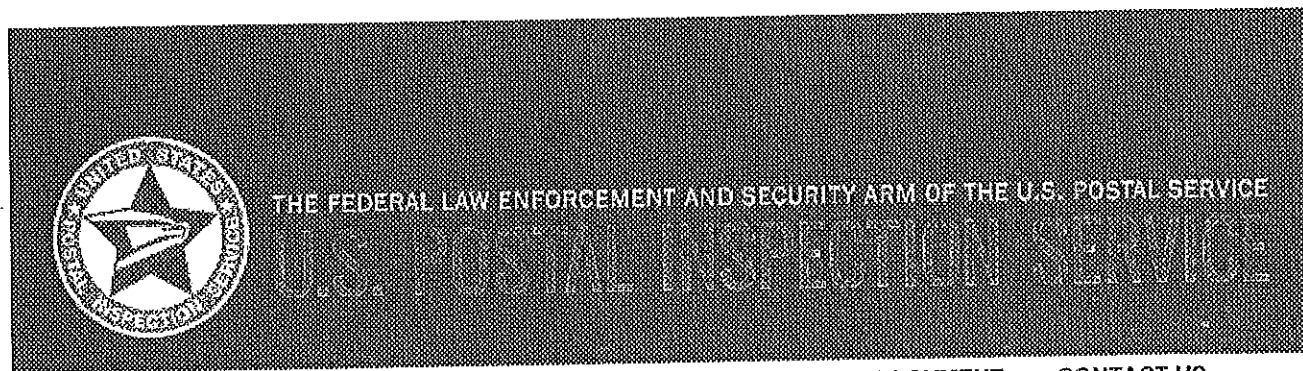 UNITED STATES POSTAL INSPECTION SERVICE
THE FEDERAL LAW ENFORCEMENT AND SECURITY ARM OF THE U.S. POSTAL SERVICE
U.S. POSTAL INSPECTION SERVICE
CONTACT US